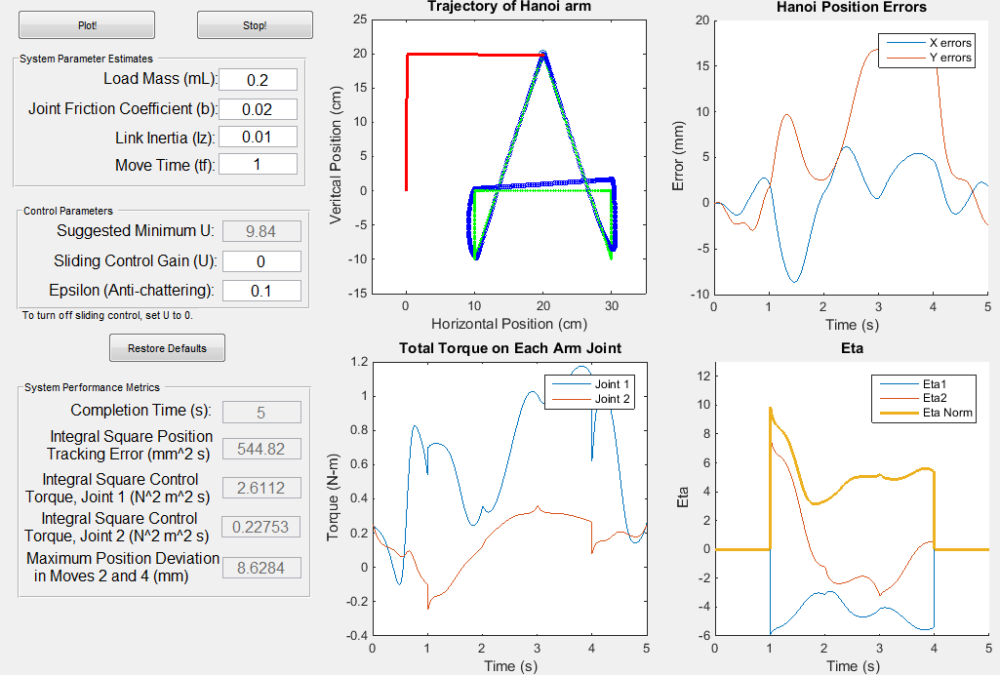 Plot!
Stop!
System Parameter Estimates
Load Mass (mL):
0.2
Joint Friction Coefficient (b):
0.02
Link Inertia (Iz):
0.01
Move Time (tf):
1
Control Parameters
Suggested Minimum U:
9.84
Sliding Control Gain (U):
0
Epsilon (Anti-chattering):
0.1
To turn off sliding control, set U to 0.
Restore Defaults
System Performance Metrics
Completion Time (s):
5
Integral Square Position
Tracking Error (mm^2 s)
544.82
Integral Square Control
Torque, Joint 1 (N^2 m^2 s)
2.6112
Integral Square Control
Torque, Joint 2 (N^2 m^2 s)
0.22753
Maximum Position Deviation
in Moves 2 and 4 (mm)
8.6284
Trajectory of Hanoi arm
Veritcal Position (cm)
25
20
15
10
5
0
-5
-10
-15
0
10
20
30
Horizontal Position (cm)
Hanoi Position Errors
X errors
Y errors
Error (mm)
20
15
10
5
0
-5
-10
0
1
2
3
4
5
Time (s)
Total Torque on Each Arm Joint
Joint 1
Joint 2
Torque (N-m)
1.2
1
0.8
0.6
0.4
0.2
0
-0.2
-0.4
0
1
2
3
4
5
Time (s)
Eta
Eta1
Eta2
Eta Norm
Eta
12
10
8
6
4
2
0
-2
-4
-6
0
1
2
3
4
5
Time (s)